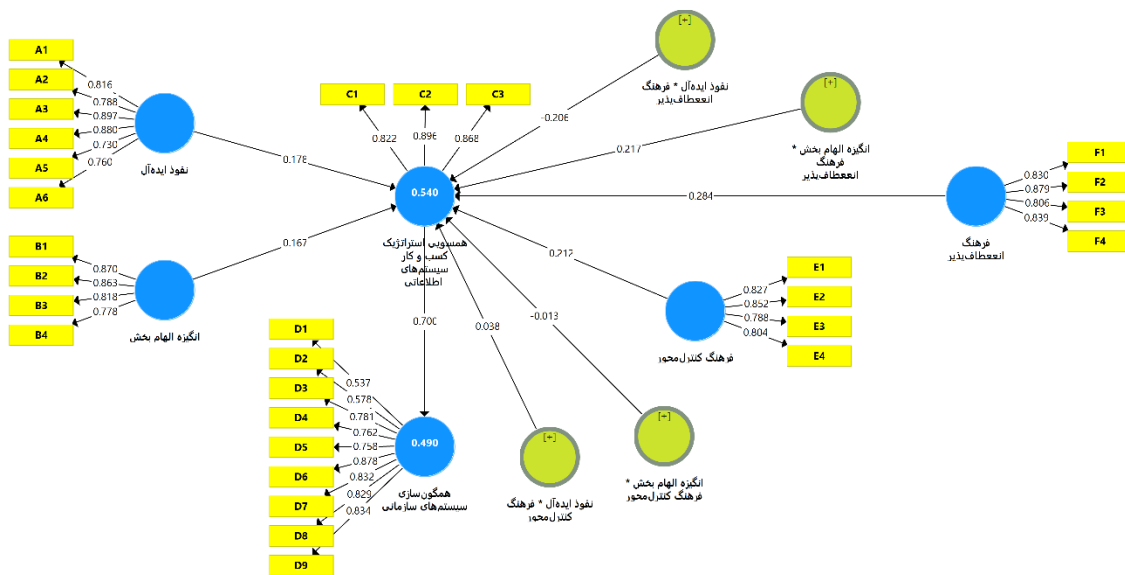 A1
A2
A3
A4
A5
A6
0.816
0.788
0.897
0.880
0.730
0.760
نفوذ ایده‌آل
0.178
B1
B2
B3
B4
0.870
0.863
0.818
0.778
انگیزه الهام بخش
0.167
C1
C2
C3
0.822
0.896
0.868
0.540
همسویی استراتژیک
کسب و کار
سیستم‌های
اطلاعاتی
0.700
D1
D2
D3
D4
D5
D6
D7
D8
D9
0.537
0.578
0.781
0.762
0.758
0.878
0.832
0.829
0.834
0.490
همگون‌سازی
سیستم‌های سازمانی
[+]
نفوذ ایده‌آل * فرهنگ
انععطاف‌پذیر
-0.206
[+]
انگیزه الهام بخش *
فرهنگ
انععطاف‌پذیر
0.217
فرهنگ
انععطاف‌پذیر
0.284
F1
F2
F3
F4
0.830
0.879
0.806
0.839
فرهنگ کنترل‌محور
0.212
E1
E2
E3
E4
0.827
0.852
0.788
0.804
[+]
انگیزه الهام بخش *
فرهنگ کنترل‌محور
-0.013
[+]
نفوذ ایده‌آل * فرهنگ
کنترل‌محور
0.038